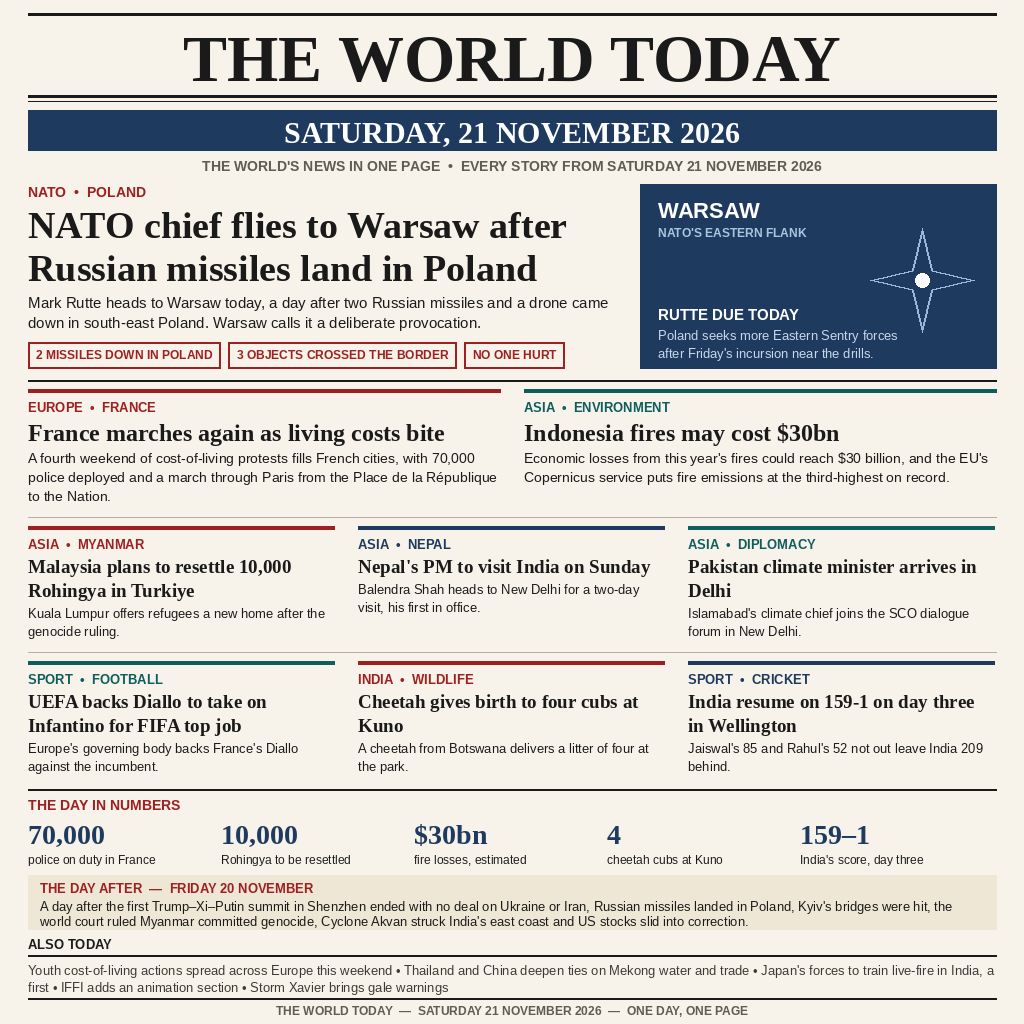 THE WORLD TODAY
SATURDAY, 21 NOVEMBER 2026
THE WORLD'S NEWS IN ONE PAGE • EVERY STORY FROM SATURDAY 21 NOVEMBER 2026
NATO • POLAND
NATO chief flies to Warsaw after
Russian missiles land in Poland
Mark Rutte heads to Warsaw today, a day after two Russian missiles and a drone came
down in south-east Poland. Warsaw calls it a deliberate provocation.
2 MISSILES DOWN IN POLAND
3 OBJECTS CROSSED THE BORDER
NO ONE HURT
WARSAW
NATO'S EASTERN FLANK
RUTTE DUE TODAY
Poland seeks more Eastern Sentry forces
after Friday's incursion near the drills.
EUROPE • FRANCE
France marches again as living costs bite
A fourth weekend of cost-of-living protests fills French cities, with 70,000
police deployed and a march through Paris from the Place de la République
to the Nation.
ASIA • ENVIRONMENT
Indonesia fires may cost $30bn
Economic losses from this year's fires could reach $30 billion, and the EU's
Copernicus service puts fire emissions at the third-highest on record.
ASIA • MYANMAR
Malaysia plans to resettle 10,000
Rohingya in Turkiye
Kuala Lumpur offers refugees a new home after the
genocide ruling.
ASIA • NEPAL
Nepal's PM to visit India on Sunday
Balendra Shah heads to New Delhi for a two-day
visit, his first in office.
ASIA • DIPLOMACY
Pakistan climate minister arrives in
Delhi
Islamabad's climate chief joins the SCO dialogue
forum in New Delhi.
SPORT • FOOTBALL
UEFA backs Diallo to take on
Infantino for FIFA top job
Europe's governing body backs France's Diallo
against the incumbent.
INDIA • WILDLIFE
Cheetah gives birth to four cubs at
Kuno
A cheetah from Botswana delivers a litter of four at
the park.
SPORT • CRICKET
India resume on 159-1 on day three
in Wellington
Jaiswal's 85 and Rahul's 52 not out leave India 209
behind.
THE DAY IN NUMBERS
70,000
police on duty in France
10,000
Rohingya to be resettled
$30bn
fire losses, estimated
4
cheetah cubs at Kuno
159–1
India's score, day three
THE DAY AFTER — FRIDAY 20 NOVEMBER
A day after the first Trump–Xi–Putin summit in Shenzhen ended with no deal on Ukraine or Iran, Russian missiles landed in Poland, Kyiv's bridges were hit, the
world court ruled Myanmar committed genocide, Cyclone Akvan struck India's east coast and US stocks slid into correction.
ALSO TODAY
Youth cost-of-living actions spread across Europe this weekend • Thailand and China deepen ties on Mekong water and trade • Japan's forces to train live-fire in India, a
first • IFFI adds an animation section • Storm Xavier brings gale warnings
THE WORLD TODAY — SATURDAY 21 NOVEMBER 2026 — ONE DAY, ONE PAGE